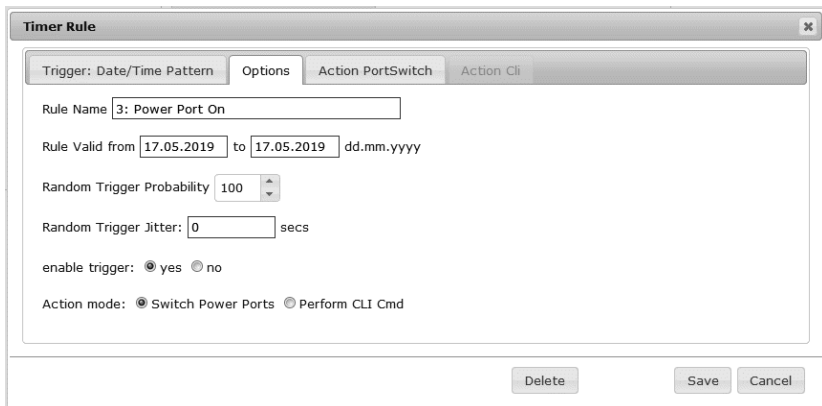 Timer Rule
Trigger: Date/Time Pattern Options Action PortSwitch Action Cli
Rule Name 3: Power Port On
Rule Valid from 17.05.2019 to 17.05.2019 dd.mm.yyyy
Random Trigger Probability 100
Random Trigger Jitter: 0 secs
enable trigger: yes no
Action mode: Switch Power Ports Perform CLI Cmd
Delete Save Cancel